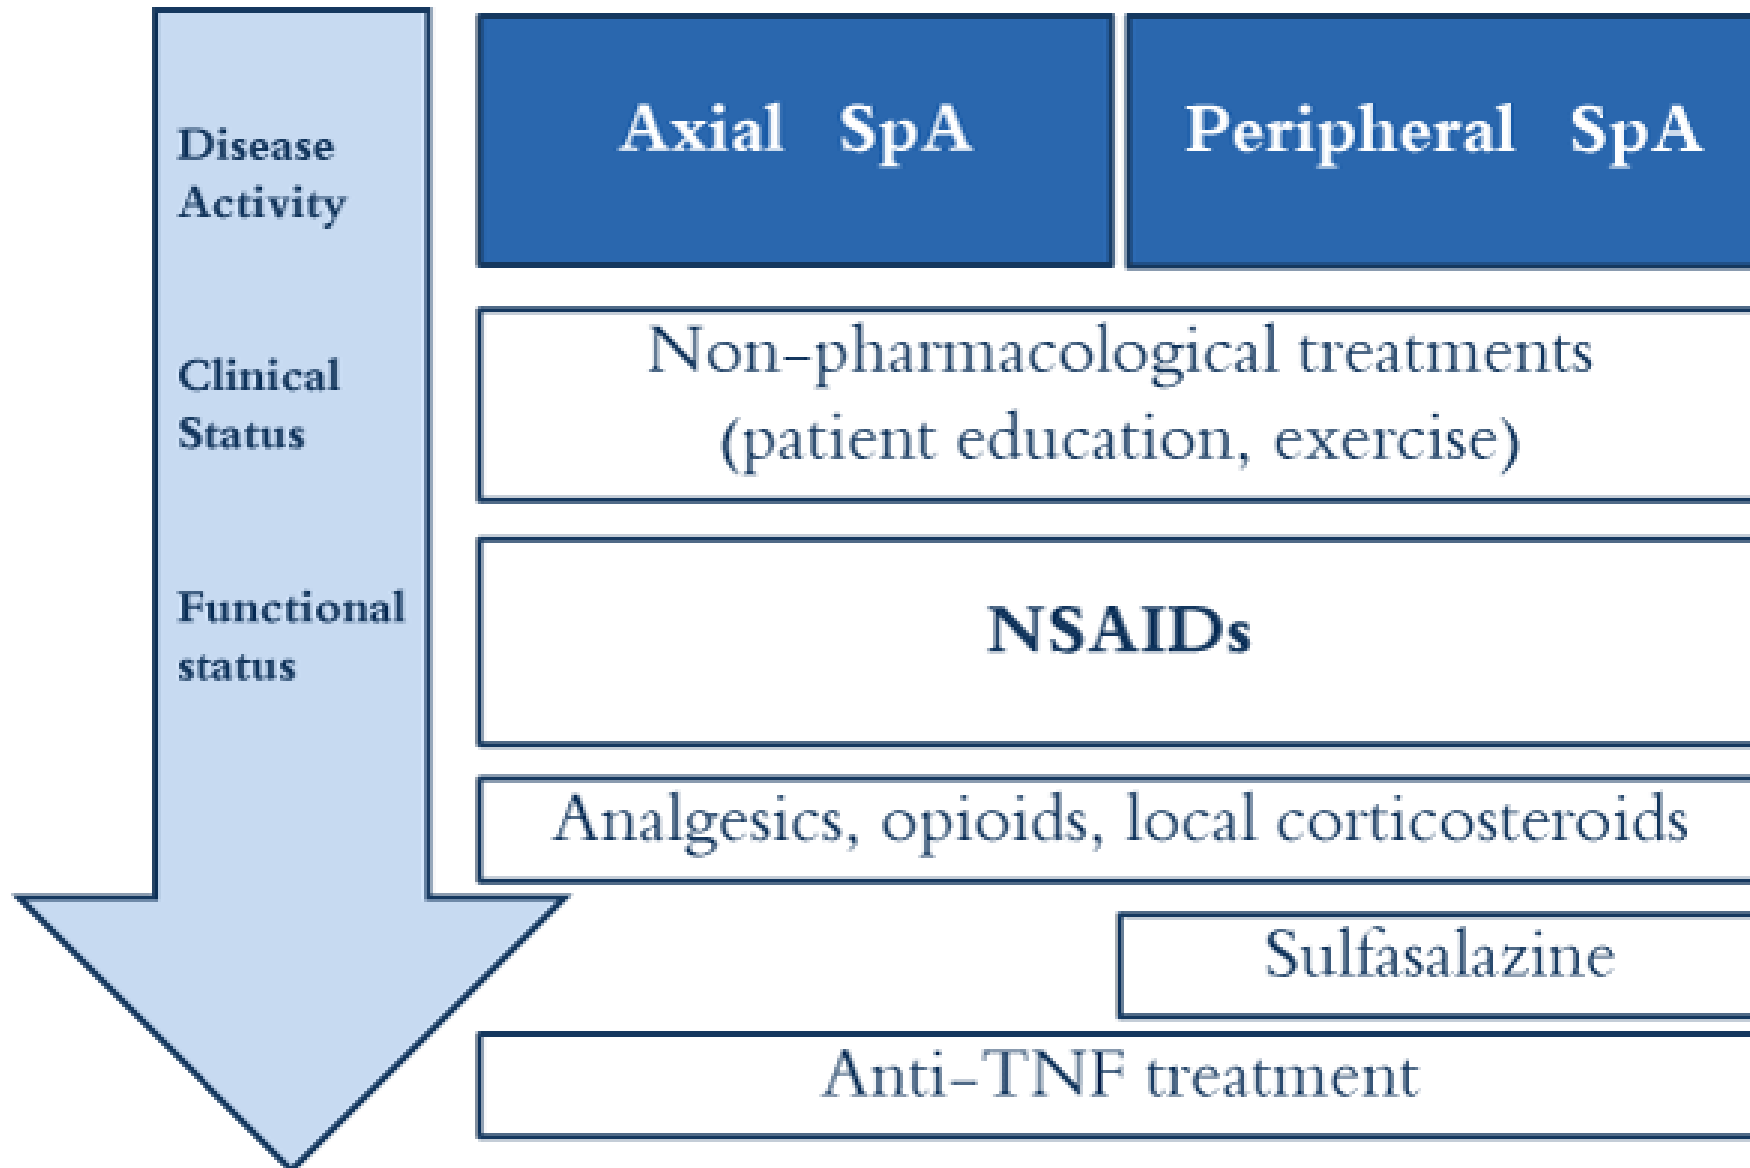 Disease
Activity
Clinical
Status
Functional
status
Axial SpA
Peripheral SpA
Non-pharmacological treatments
(patient education, exercise)
NSAIDs
Analgesics, opioids, local corticosteroids
Sulfasalazine
Anti-TNF treatment